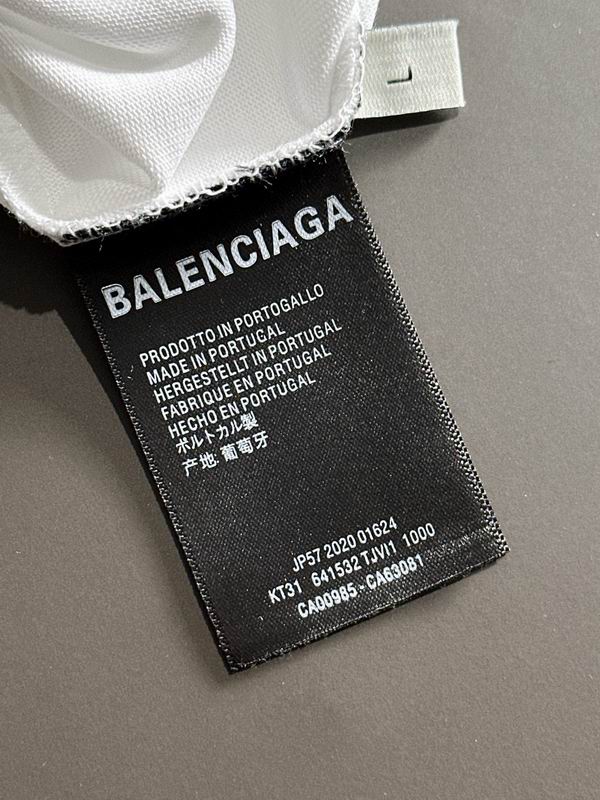 L
BALENCIAGA
PRODOTTO IN PORTOGALLO
MADE IN PORTUGAL
HERGESTELLT IN PORTUGAL
FABRIQUE EN PORTUGAL
HECHO EN PORTUGAL
ポルトカル製
产地: 葡萄牙
JP57 2020 01624
KT31 641532 TJVI1 1000
CA00985 - CA63081